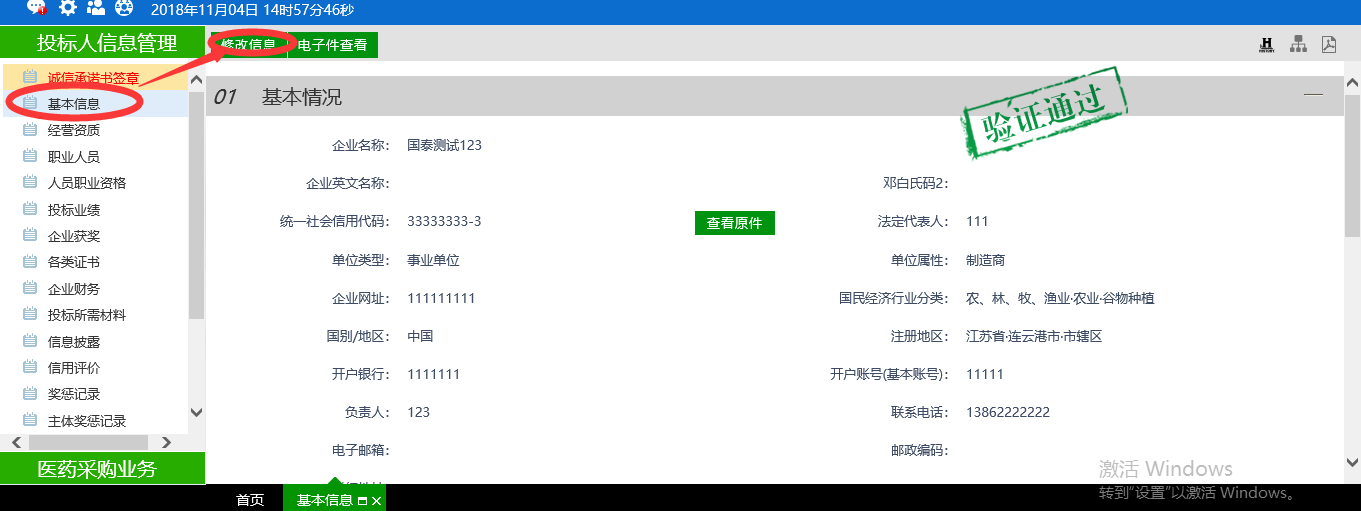 2018年11月04日 14时57分46秒
投标人信息管理
修改信息
电子件查看
H
HISTORY
诚信承诺书签章
基本信息
经营资质
职业人员
人员职业资格
投标业绩
企业获奖
各类证书
企业财务
投标所需材料
信息披露
信用评价
奖惩记录
主体奖惩记录
医药采购业务
01 基本情况
验证通过
企业名称： 国泰测试123
企业英文名称： 邓白氏码2：
统一社会信用代码： 33333333-3 查看原件 法定代表人： 111
单位类型： 事业单位 单位属性： 制造商
企业网址： 111111111 国民经济行业分类： 农、林、牧、渔业·农业·谷物种植
国别/地区： 中国 注册地区： 江苏省·连云港市·市辖区
开户银行： 1111111 开户账号(基本账号)： 11111
负责人： 123 联系电话： 13862222222
电子邮箱： 邮政编码：
激活 Windows
转到"设置"以激活 Windows。
首页 基本信息